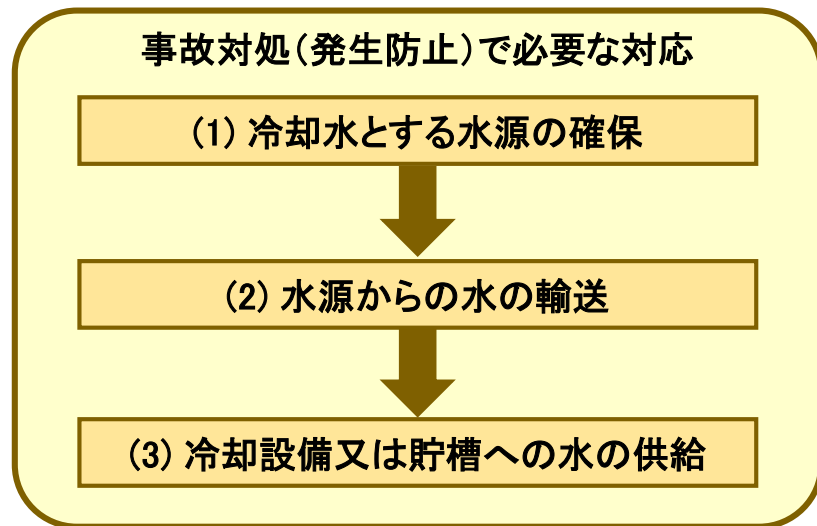 事故対処(発生防止)で必要な対応
(1) 冷却水とする水源の確保
(2) 水源からの水の輸送
(3) 冷却設備又は貯槽への水の供給